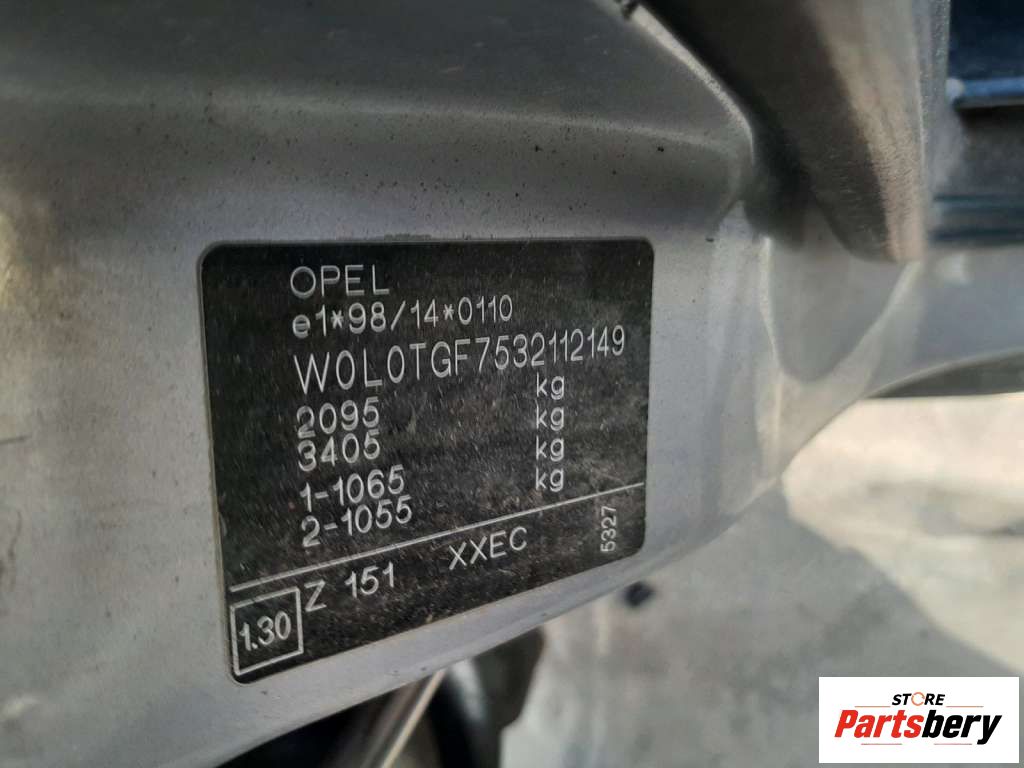 OPEL
e1*98/14*0110
W0L0TGF7532112149
2095 kg
3405 kg
1-1065 kg
2-1055 kg
1.30 Z 151 XXEC 5327
STORE
Partsbery